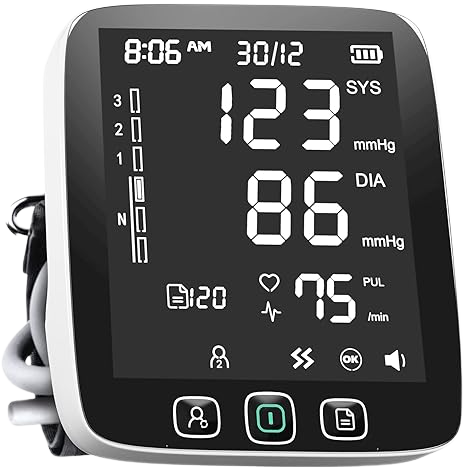 8:06 AM 30/12
123 SYS
mmHg
3
2
1
N
86 DIA
mmHg
120
75 PUL
/min
2
OK